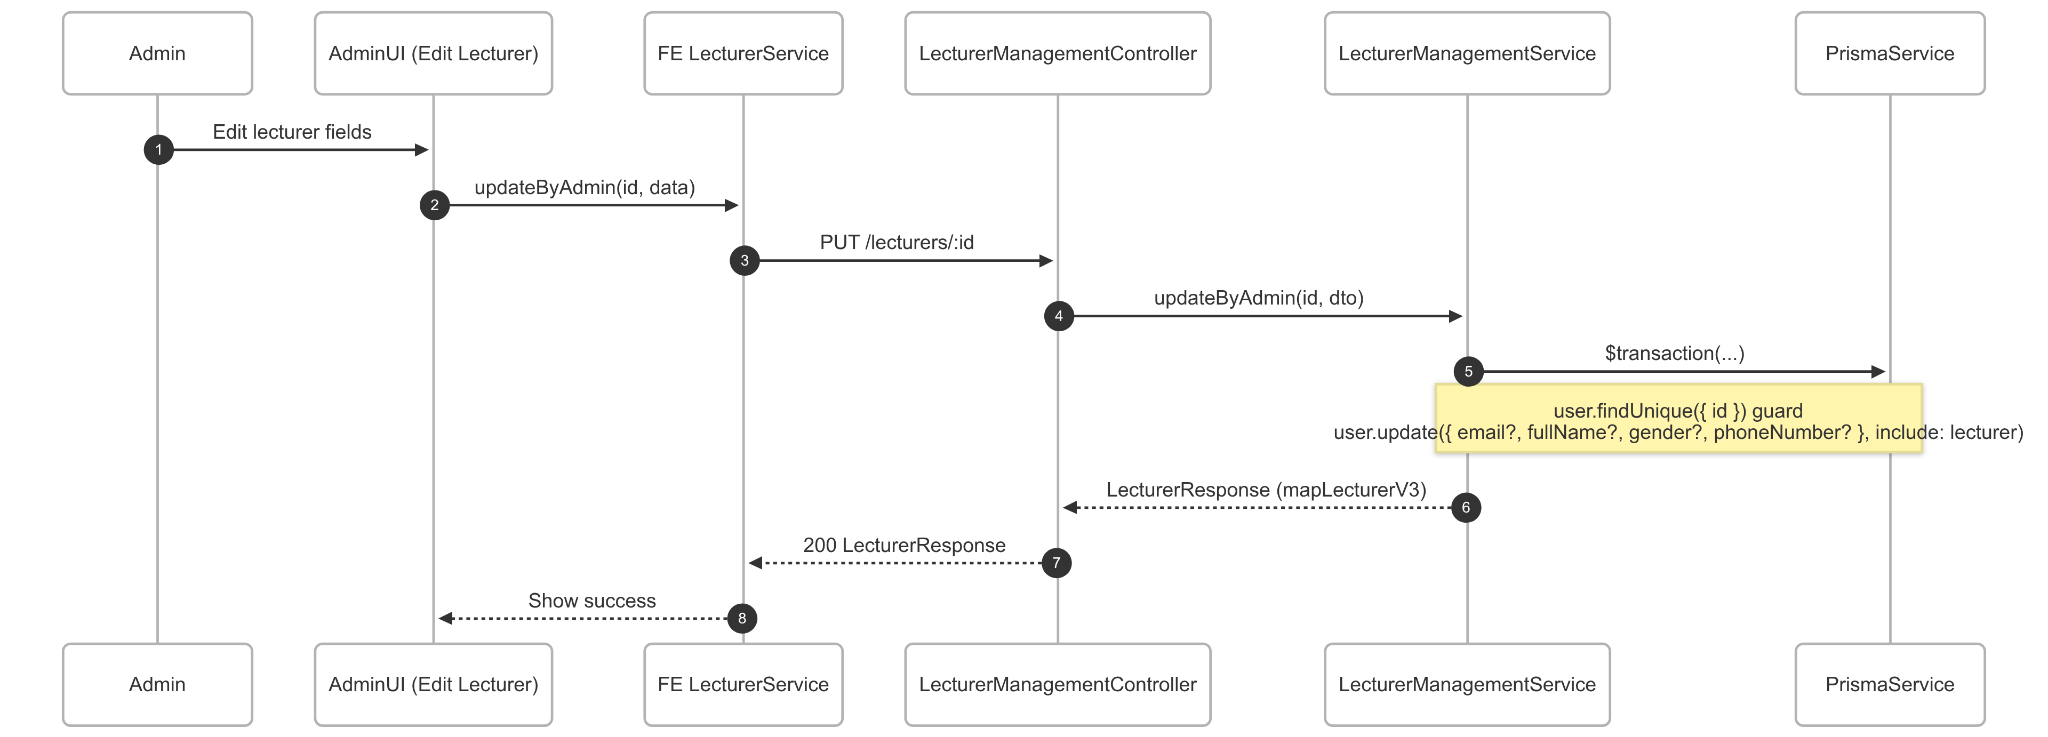 Admin
AdminUI (Edit Lecturer)
FE LecturerService
LecturerManagementController
LecturerManagementService
PrismaService
Edit lecturer fields
1
updateByAdmin(id, data)
2
PUT /lecturers/:id
3
updateByAdmin(id, dto)
4
$transaction(...)
5
user.findUnique({ id }) guard
user.update({ email?, fullName?, gender?, phoneNumber? }, include: lecturer)
LecturerResponse (mapLecturerV3)
6
200 LecturerResponse
7
Show success
8
Admin
AdminUI (Edit Lecturer)
FE LecturerService
LecturerManagementController
LecturerManagementService
PrismaService